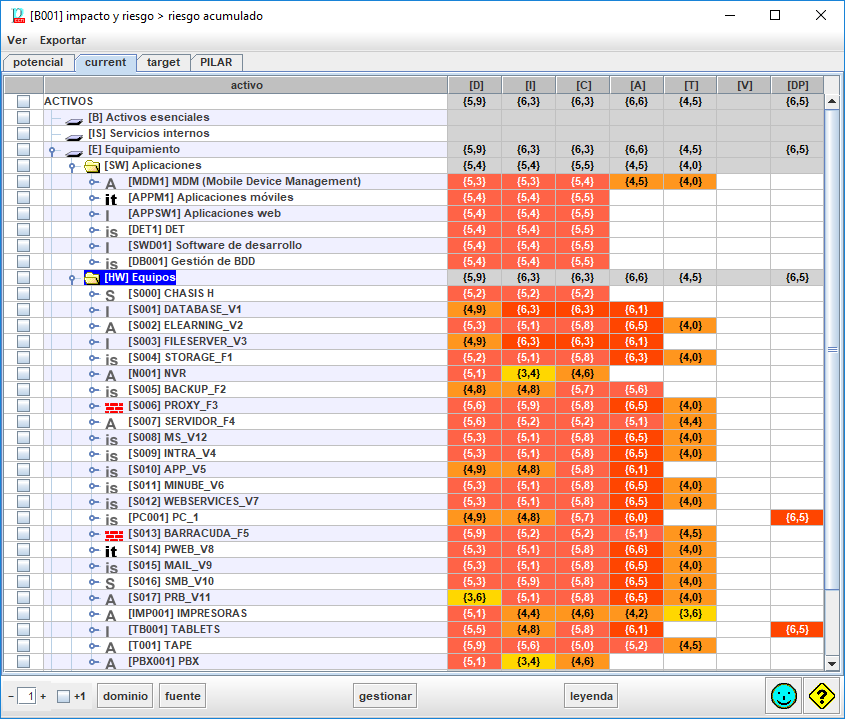 [B001] impacto y riesgo > riesgo acumulado
Ver Exportar
potencial current target PILAR
activo [D] [I] [C] [A] [T] [V] [DP]
ACTIVOS {5,9} {6,3} {6,3} {6,6} {4,5} {6,5}
[B] Activos esenciales
[IS] Servicios internos
[E] Equipamiento {5,9} {6,3} {6,3} {6,6} {4,5} {6,5}
[SW] Aplicaciones {5,4} {5,4} {5,5} {4,5} {4,0}
A [MDM1] MDM (Mobile Device Management) {5,3} {5,3} {5,4} {4,5} {4,0}
it [APPM1] Aplicaciones móviles {5,4} {5,4} {5,5}
I [APPSW1] Aplicaciones web {5,4} {5,4} {5,5}
is [DET1] DET {5,4} {5,4} {5,5}
I [SWD01] Software de desarrollo {5,4} {5,4} {5,5}
is [DB001] Gestión de BDD {5,4} {5,4} {5,5}
[HW] Equipos {5,9} {6,3} {6,3} {6,6} {4,5} {6,5}
S [S000] CHASIS H {5,2} {5,2} {5,2}
I [S001] DATABASE_V1 {4,9} {6,3} {6,3} {6,1}
A [S002] ELEARNING_V2 {5,3} {5,1} {5,8} {6,5} {4,0}
I [S003] FILESERVER_V3 {4,9} {6,3} {6,3} {6,1}
is [S004] STORAGE_F1 {5,2} {5,1} {5,8} {6,3} {4,0}
A [N001] NVR {5,1} {3,4} {4,6}
is [S005] BACKUP_F2 {4,8} {4,8} {5,7} {5,6}
[S006] PROXY_F3 {5,6} {5,9} {5,8} {6,5} {4,0}
A [S007] SERVIDOR_F4 {5,6} {5,2} {5,2} {5,1} {4,4}
is [S008] MS_V12 {5,3} {5,1} {5,8} {6,5} {4,0}
is [S009] INTRA_V4 {5,3} {5,1} {5,8} {6,5} {4,0}
is [S010] APP_V5 {4,9} {4,8} {5,8} {6,1}
is [S011] MINUBE_V6 {5,3} {5,1} {5,8} {6,5} {4,0}
is [S012] WEBSERVICES_V7 {5,3} {5,1} {5,8} {6,5} {4,0}
is [PC001] PC_1 {4,9} {4,8} {5,7} {6,0} {6,5}
[S013] BARRACUDA_F5 {5,9} {5,2} {5,2} {5,1} {4,5}
it [S014] PWEB_V8 {5,3} {5,1} {5,8} {6,6} {4,0}
is [S015] MAIL_V9 {5,3} {5,1} {5,8} {6,5} {4,0}
S [S016] SMB_V10 {5,3} {5,9} {5,8} {6,5} {4,0}
A [S017] PRB_V11 {3,6} {5,1} {5,8} {6,5} {4,0}
A [IMP001] IMPRESORAS {5,1} {4,4} {4,6} {4,2} {3,6}
I [TB001] TABLETS {5,5} {4,8} {5,8} {6,1} {6,5}
A [T001] TAPE {5,9} {5,6} {5,0} {5,2} {4,5}
A [PBX001] PBX {5,1} {3,4} {4,6}
− 1 + +1 dominio fuente gestionar leyenda ?